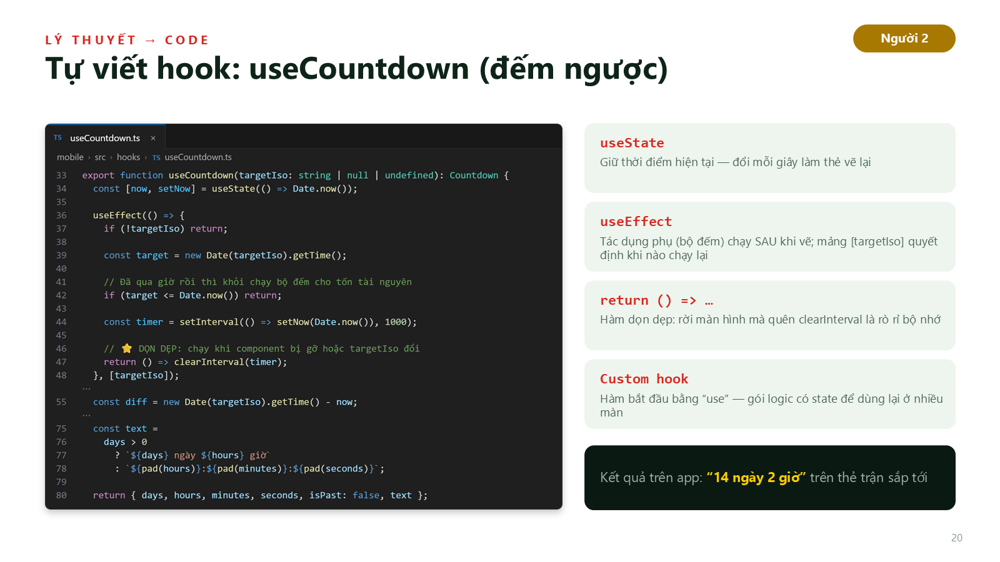 LÝ THUYẾT → CODE
Người 2
Tự viết hook: useCountdown (đếm ngược)
TS useCountdown.ts ×
mobile › src › hooks › TS useCountdown.ts
33 export function useCountdown(targetIso: string | null | undefined): Countdown {
34 const [now, setNow] = useState(() => Date.now());
35
36 useEffect(() => {
37 if (!targetIso) return;
38
39 const target = new Date(targetIso).getTime();
40
41 // Đã qua giờ rồi thì khỏi chạy bộ đếm cho tốn tài nguyên
42 if (target <= Date.now()) return;
43
44 const timer = setInterval(() => setNow(Date.now()), 1000);
45
46 // ⭐ DỌN DẸP: chạy khi component bị gỡ hoặc targetIso đổi
47 return () => clearInterval(timer);
48 }, [targetIso]);
…
55 const diff = new Date(targetIso).getTime() - now;
…
75 const text =
76 days > 0
77 ? `${days} ngày ${hours} giờ`
78 : `${pad(hours)}:${pad(minutes)}:${pad(seconds)}`;
79
80 return { days, hours, minutes, seconds, isPast: false, text };
useState
Giữ thời điểm hiện tại — đổi mỗi giây làm thẻ vẽ lại
useEffect
Tác dụng phụ (bộ đếm) chạy SAU khi vẽ; mảng [targetIso] quyết
định khi nào chạy lại
return () => …
Hàm dọn dẹp: rời màn hình mà quên clearInterval là rò rỉ bộ nhớ
Custom hook
Hàm bắt đầu bằng “use” — gói logic có state để dùng lại ở nhiều
màn
Kết quả trên app: “14 ngày 2 giờ” trên thẻ trận sắp tới
20